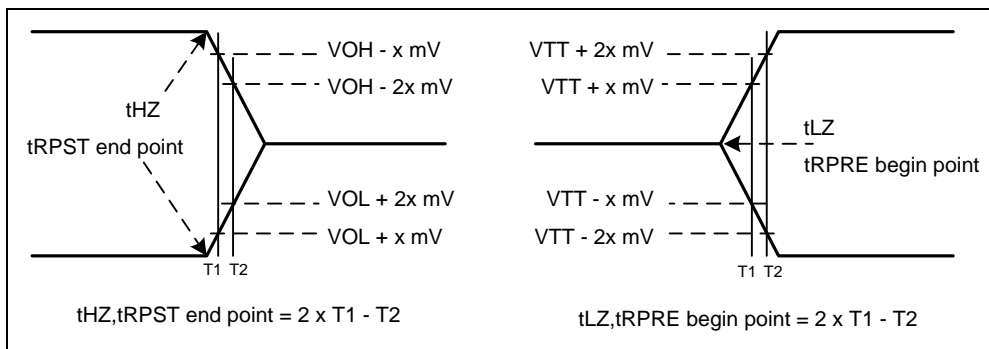 VOH - x mV
VOH - 2x mV
tHZ
tRPST end point
VOL + 2x mV
VOL + x mV
T1 T2
tHZ,tRPST end point = 2 x T1 - T2
VTT + 2x mV
VTT + x mV
tLZ
tRPRE begin point
VTT - x mV
VTT - 2x mV
T1 T2
tLZ,tRPRE begin point = 2 x T1 - T2